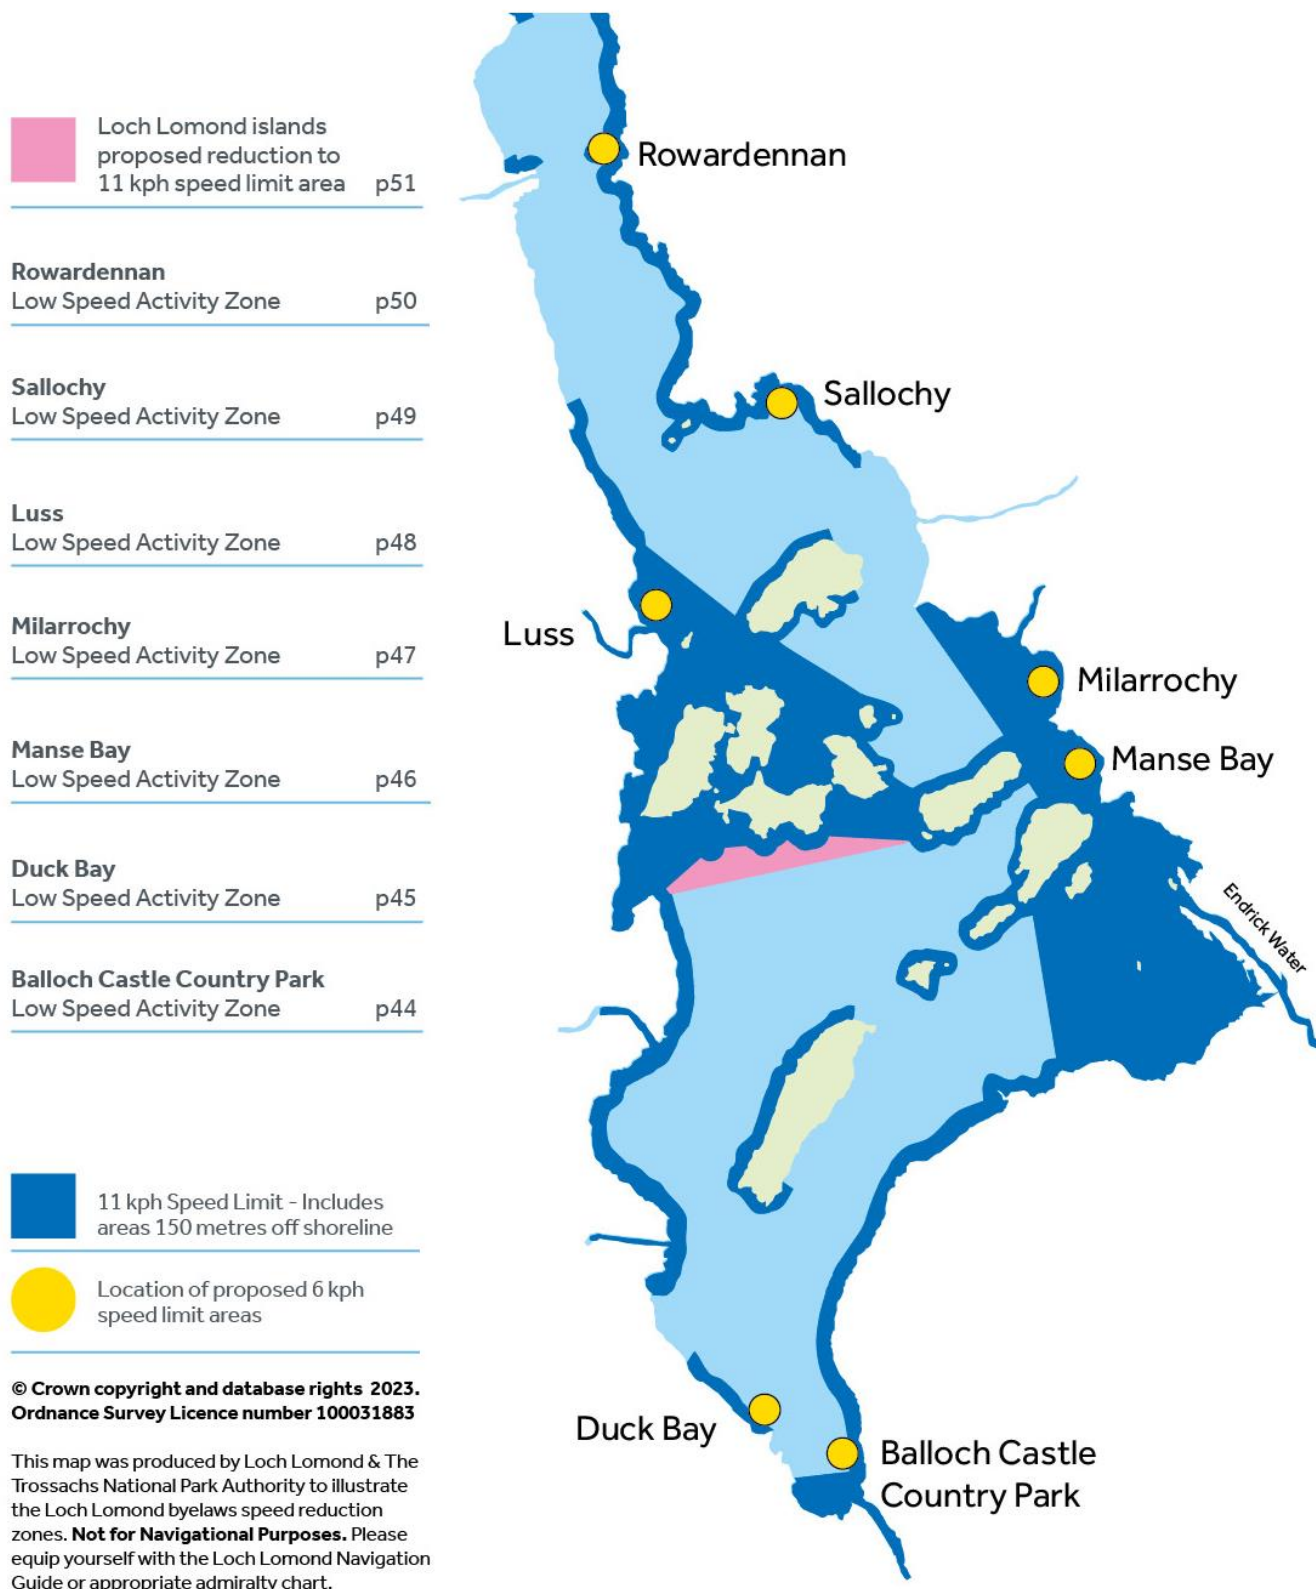 Loch Lomond islands
proposed reduction to
11 kph speed limit area p51
Rowardennan
Low Speed Activity Zone p50
Sallochy
Low Speed Activity Zone p49
Luss
Low Speed Activity Zone p48
Milarrochy
Low Speed Activity Zone p47
Manse Bay
Low Speed Activity Zone p46
Duck Bay
Low Speed Activity Zone p45
Balloch Castle Country Park
Low Speed Activity Zone p44
11 kph Speed Limit - Includes
areas 150 metres off shoreline
Location of proposed 6 kph
speed limit areas
© Crown copyright and database rights 2023.
Ordnance Survey Licence number 100031883
This map was produced by Loch Lomond & The
Trossachs National Park Authority to illustrate
the Loch Lomond byelaws speed reduction
zones. Not for Navigational Purposes. Please
equip yourself with the Loch Lomond Navigation
Guide or appropriate admiralty chart.
Rowardennan
Sallochy
Luss
Milarrochy
Manse Bay
Endrick Water
Duck Bay
Balloch Castle
Country Park